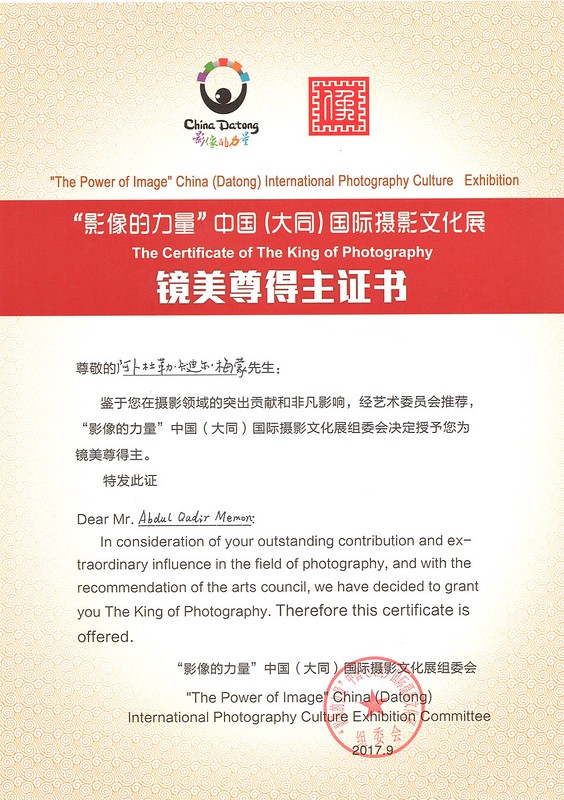 China Datong
影像的力量
"The Power of Image" China (Datong) International Photography Culture Exhibition
“影像的力量”中国(大同)国际摄影文化展
The Certificate of The King of Photography
镜美尊得主证书
尊敬的阿卜杜勒·卡迪尔·梅蒙先生：
鉴于您在摄影领域的突出贡献和非凡影响，经艺术委员会推荐，
“影像的力量”中国（大同）国际摄影文化展组委会决定授予您为
镜美尊得主。
特发此证
Dear Mr. Abdul Qadir Memon:
In consideration of your outstanding contribution and ex-
traordinary influence in the field of photography, and with the
recommendation of the arts council, we have decided to grant
you The King of Photography. Therefore this certificate is
offered.
“影像的力量”中国（大同）国际摄影文化展组委会
"The Power of Image" China (Datong)
International Photography Culture Exhibition Committee
组委会
2017.9